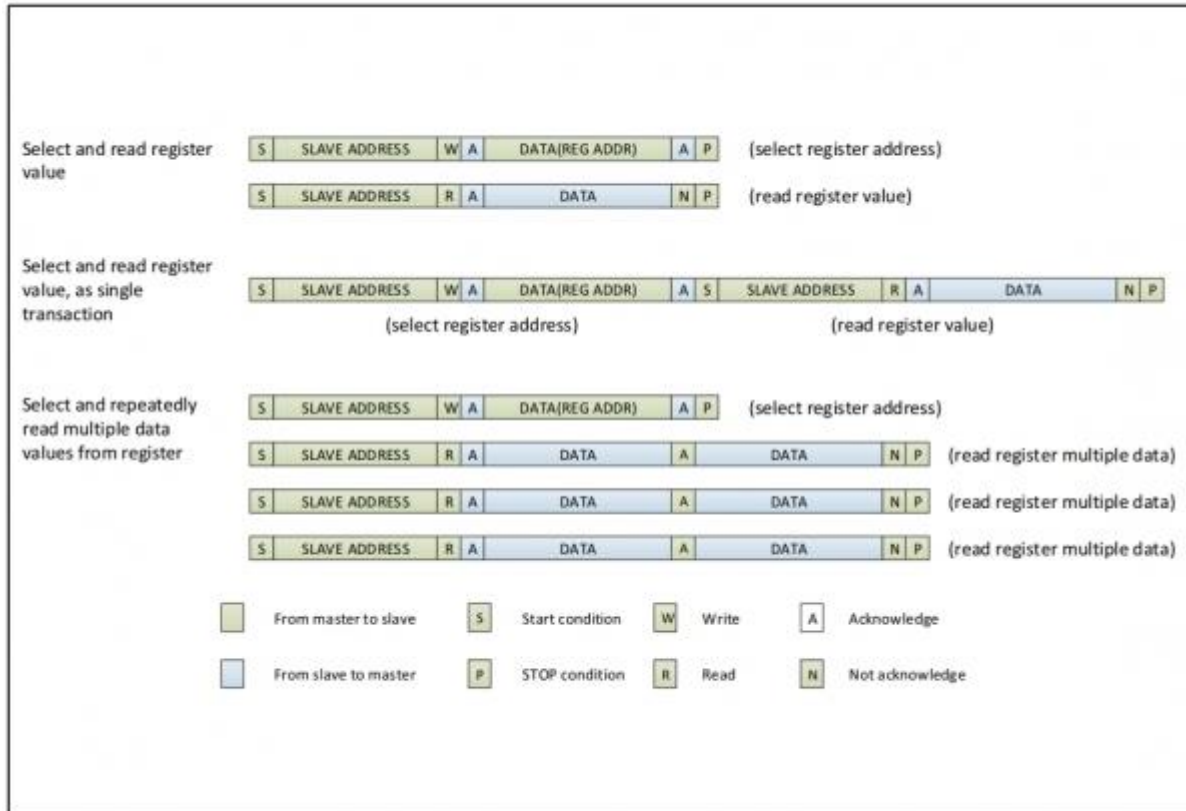 Select and read register
value
S SLAVE ADDRESS W A DATA(REG ADDR) A P (select register address)
S SLAVE ADDRESS R A DATA N P (read register value)
Select and read register
value, as single
transaction
S SLAVE ADDRESS W A DATA(REG ADDR) A S SLAVE ADDRESS R A DATA N P
(select register address) (read register value)
Select and repeatedly
read multiple data
values from register
S SLAVE ADDRESS W A DATA(REG ADDR) A P (select register address)
S SLAVE ADDRESS R A DATA A DATA N P (read register multiple data)
S SLAVE ADDRESS R A DATA A DATA N P (read register multiple data)
S SLAVE ADDRESS R A DATA A DATA N P (read register multiple data)
From master to slave S Start condition W Write A Acknowledge
From slave to master P STOP condition R Read N Not acknowledge